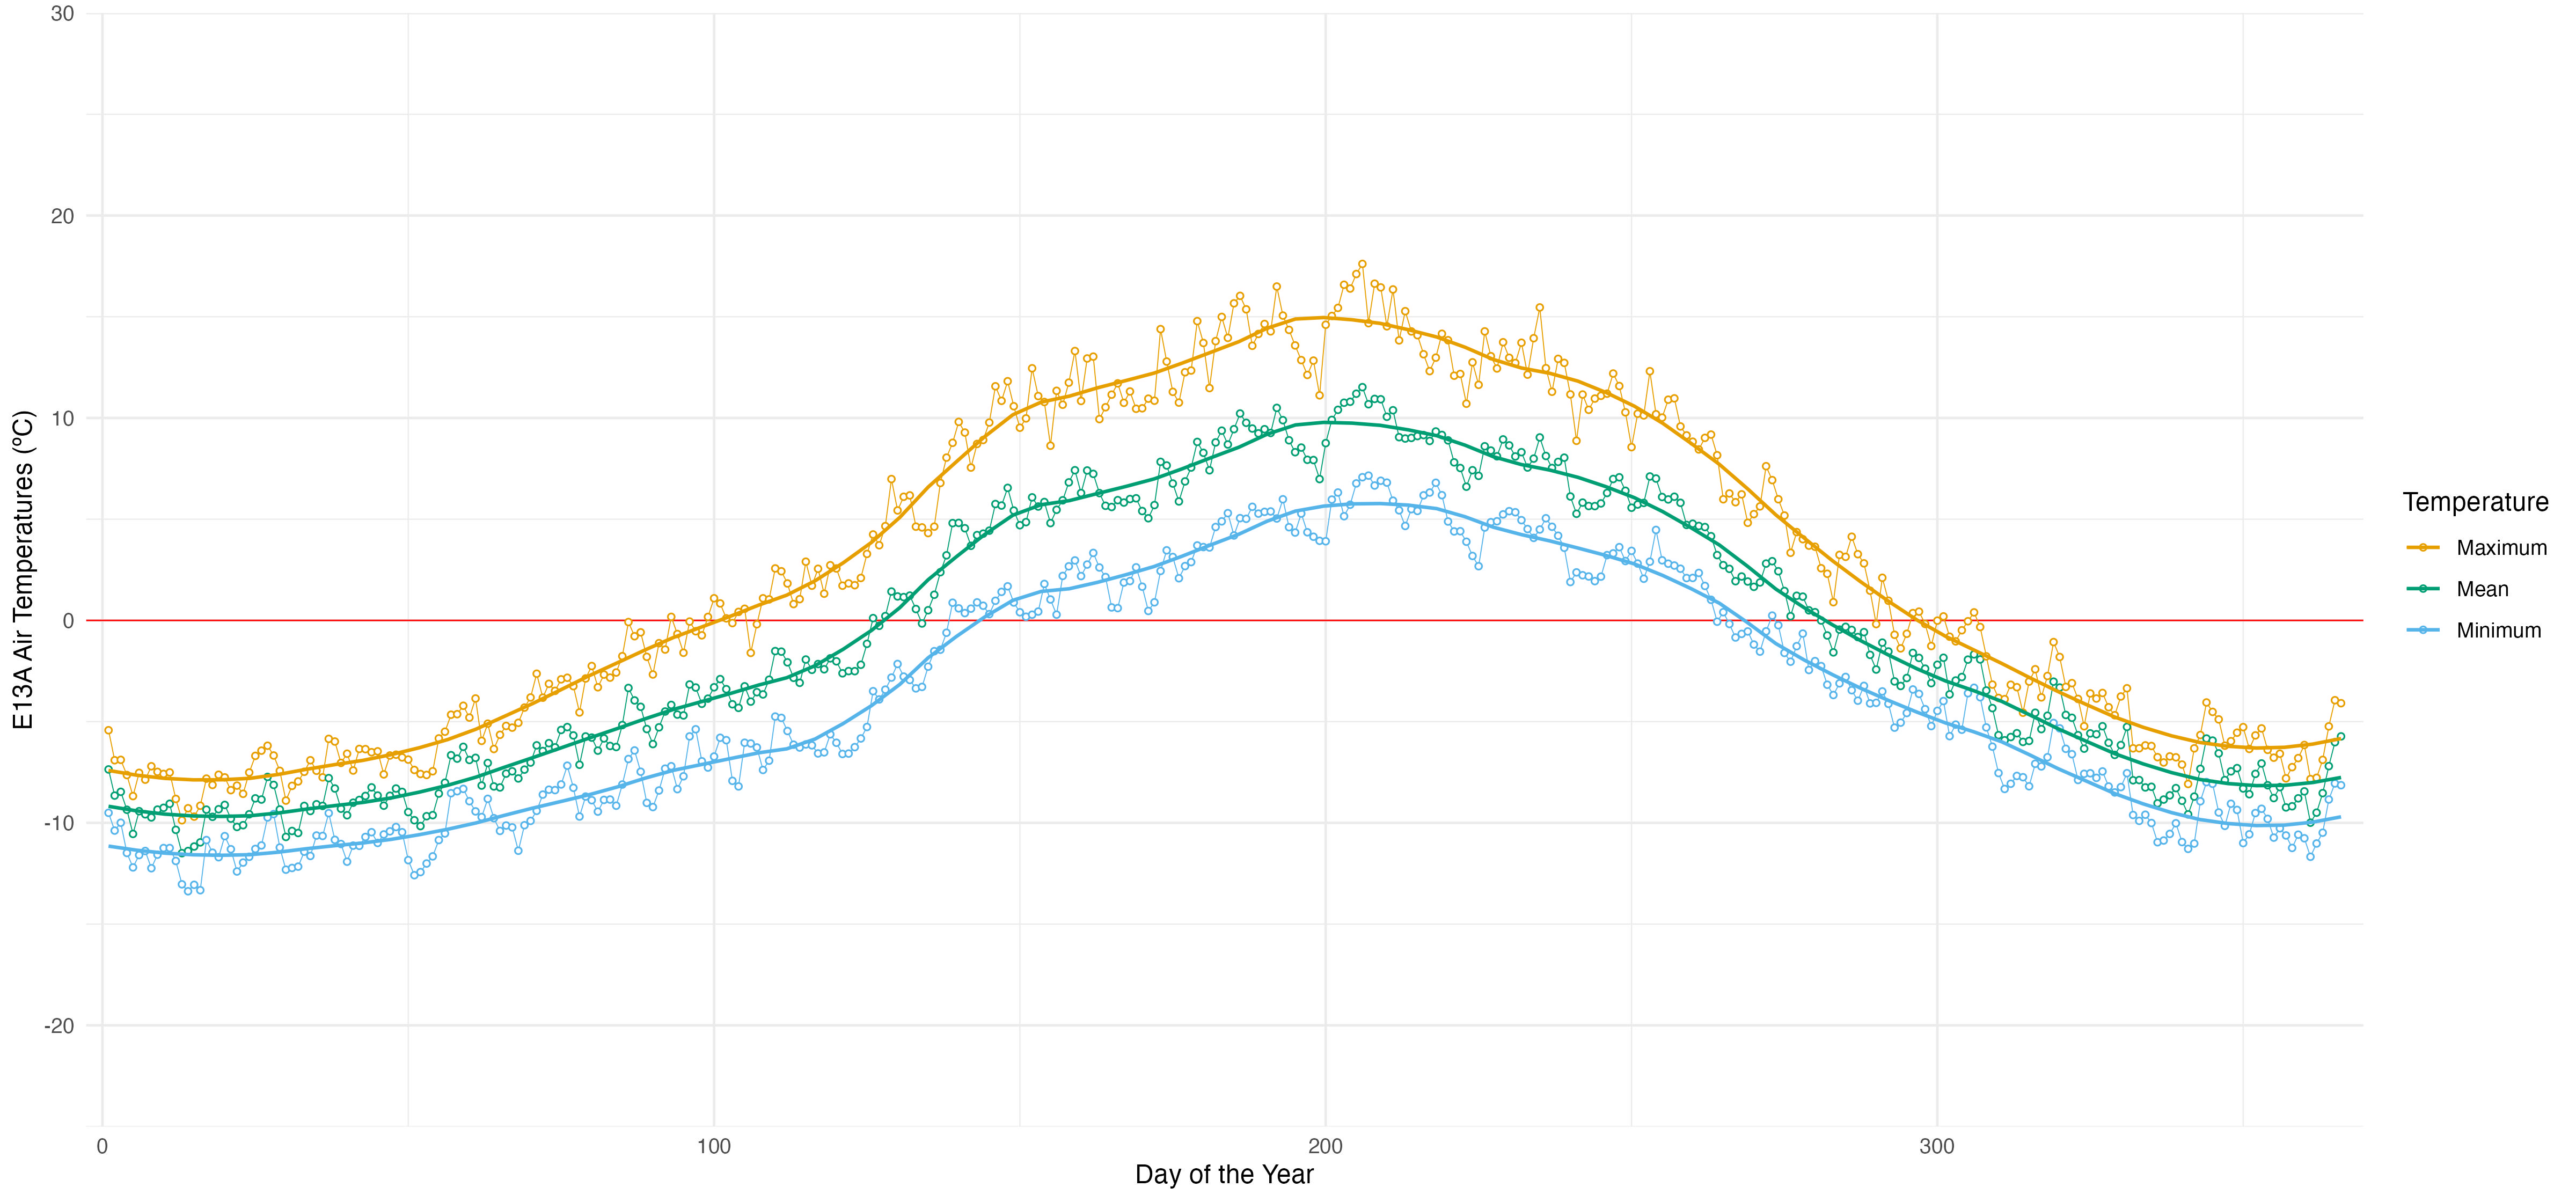 30
20
10
0
-10
-20
E13A Air Temperatures (ºC)
0 100 200 300
Day of the Year
Temperature
Maximum
Mean
Minimum